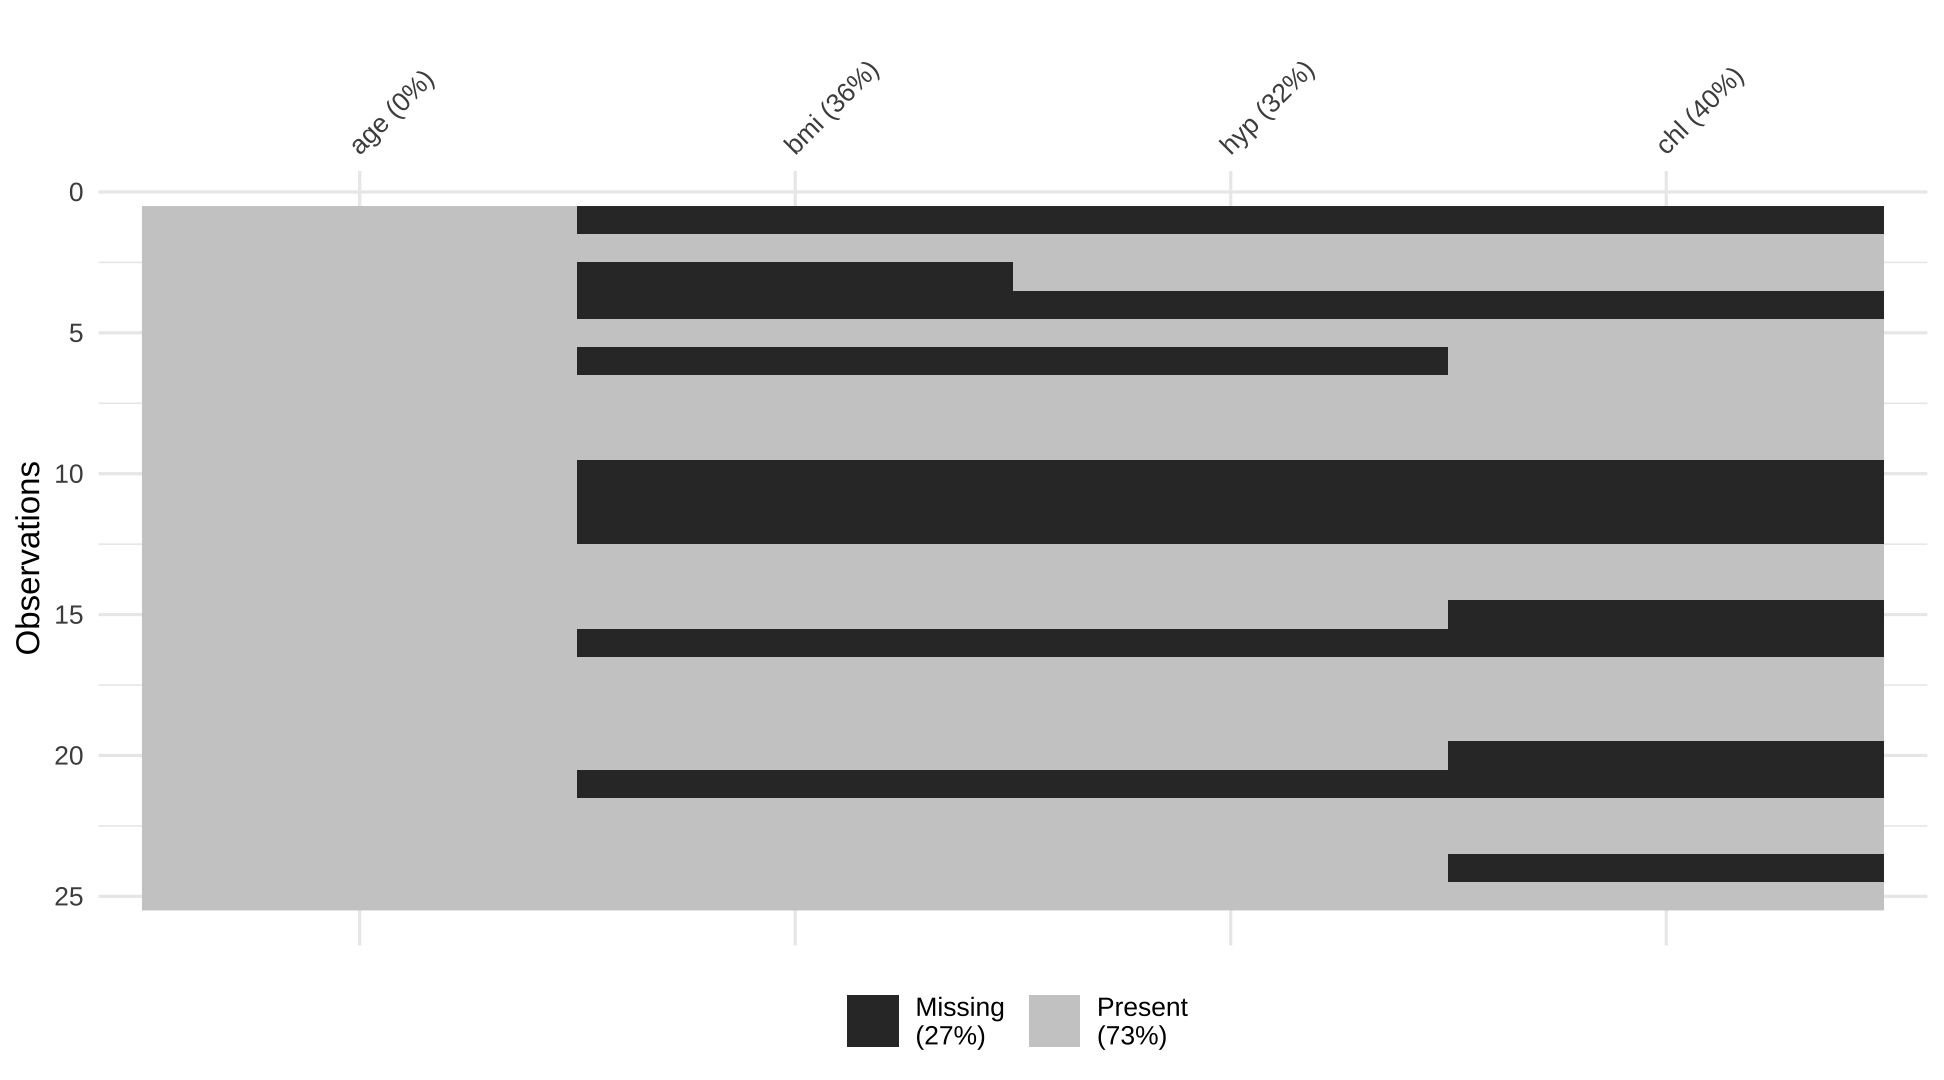 age (0%)
bmi (36%)
hyp (32%)
chl (40%)
0
5
10
15
20
25
Observations
Missing
(27%)
Present
(73%)